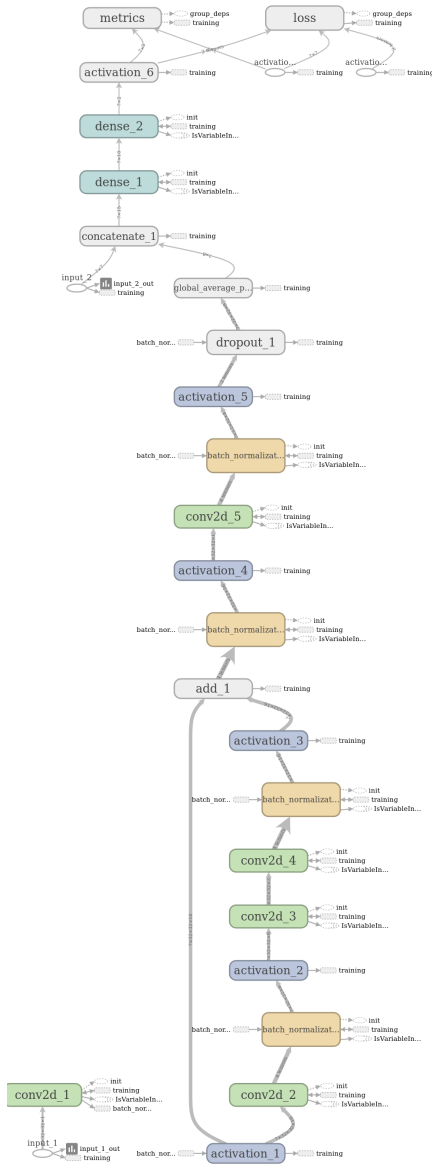 metrics
group_deps
training
loss
group_deps
training
activation_6
training
activatio...
training
activatio...
training
dense_2
init
training
IsVariableIn...
dense_1
init
training
IsVariableIn...
concatenate_1
training
input_2
input_2_out
training
global_average_p...
training
batch_nor...
dropout_1
training
activation_5
training
batch_nor...
batch_normalizat...
init
training
IsVariableIn...
conv2d_5
init
training
IsVariableIn...
activation_4
training
batch_nor...
batch_normalizat...
init
training
IsVariableIn...
add_1
training
activation_3
training
batch_nor...
batch_normalizat...
init
training
IsVariableIn...
conv2d_4
init
training
IsVariableIn...
conv2d_3
init
training
IsVariableIn...
activation_2
training
batch_nor...
batch_normalizat...
init
training
IsVariableIn...
conv2d_1
init
training
IsVariableIn...
batch_nor...
conv2d_2
init
training
IsVariableIn...
input_1
input_1_out
training
batch_nor...
activation_1
training